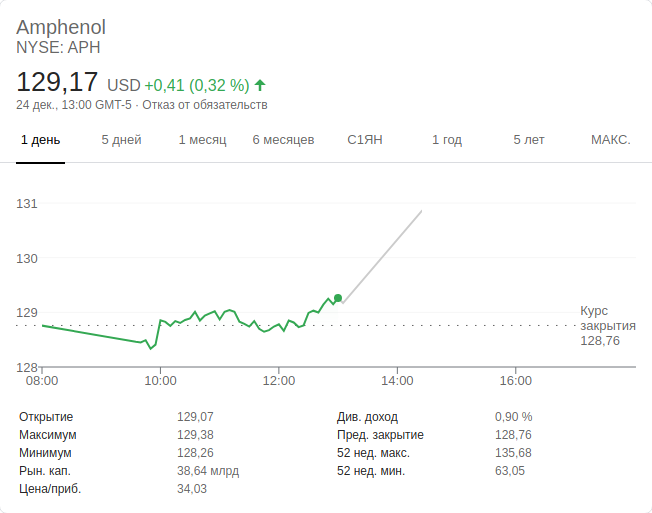 Amphenol
NYSE: APH
129,17 USD +0,41 (0,32 %)
24 дек., 13:00 GMT-5 · Отказ от обязательств
1 день 5 дней 1 месяц 6 месяцев С1ЯН 1 год 5 лет МАКС.
131
130
129
Курс
закрытия
128,76
128
08:00 10:00 12:00 14:00 16:00
Открытие 129,07 Див. доход 0,90 %
Максимум 129,38 Пред. закрытие 128,76
Минимум 128,26 52 нед. макс. 135,68
Рын. кап. 38,64 млрд 52 нед. мин. 63,05
Цена/приб. 34,03